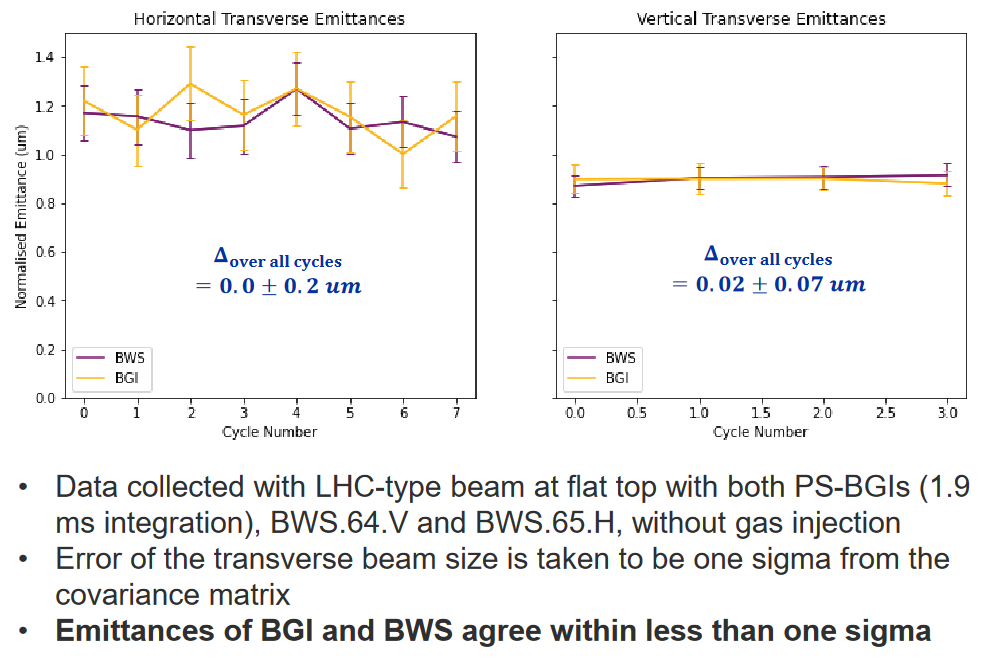 Horizontal Transverse Emittances
Normalised Emittance (um)
1.4
1.2
1.0
0.8
0.6
0.4
0.2
0.0
Δover all cycles
= 0.0 ± 0.2 um
BWS
BGI
0 1 2 3 4 5 6 7
Cycle Number
Vertical Transverse Emittances
Δover all cycles
= 0.02 ± 0.07 um
BWS
BGI
0.0 0.5 1.0 1.5 2.0 2.5 3.0
Cycle Number
• Data collected with LHC-type beam at flat top with both PS-BGIs (1.9
ms integration), BWS.64.V and BWS.65.H, without gas injection
• Error of the transverse beam size is taken to be one sigma from the
covariance matrix
• Emittances of BGI and BWS agree within less than one sigma